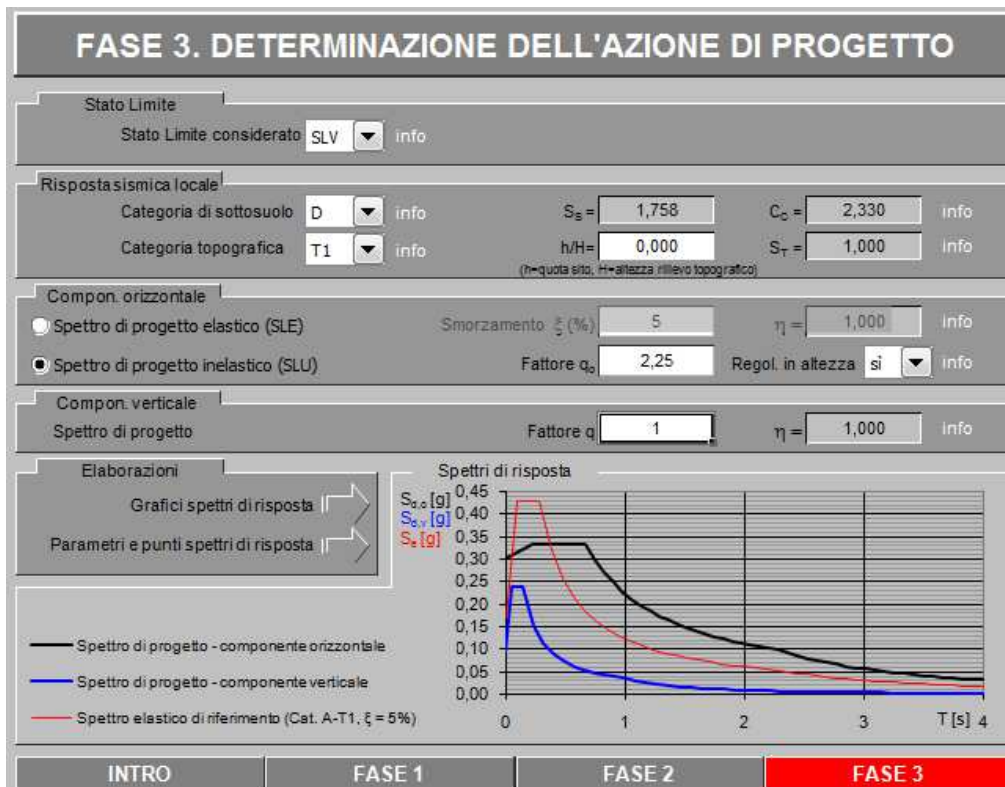 FASE 3. DETERMINAZIONE DELL'AZIONE DI PROGETTO
Stato Limite
Stato Limite considerato SLV info
Risposta sismica locale
Categoria di sottosuolo D info SS = 1,758 CC = 2,330 info
Categoria topografica T1 info h/H= 0,000 ST = 1,000 info
(h=quota sito, H=altezza rilievo topografico)
Compon. orizzontale
Spettro di progetto elastico (SLE) Smorzamento ξ (%) 5 η = 1,000 info
Spettro di progetto inelastico (SLU) Fattore qo 2,25 Regol. in altezza sì info
Compon. verticale
Spettro di progetto Fattore q 1 η = 1,000 info
Elaborazioni
Grafici spettri di risposta
Parametri e punti spettri di risposta
Spettri di risposta
Sd,o [g]
Sd,v [g]
Se [g]
0,45
0,40
0,35
0,30
0,25
0,20
0,15
0,10
0,05
0,00
0 1 2 3 T [s] 4
Spettro di progetto - componente orizzontale
Spettro di progetto - componente verticale
Spettro elastico di riferimento (Cat. A-T1, ξ = 5%)
INTRO FASE 1 FASE 2 FASE 3